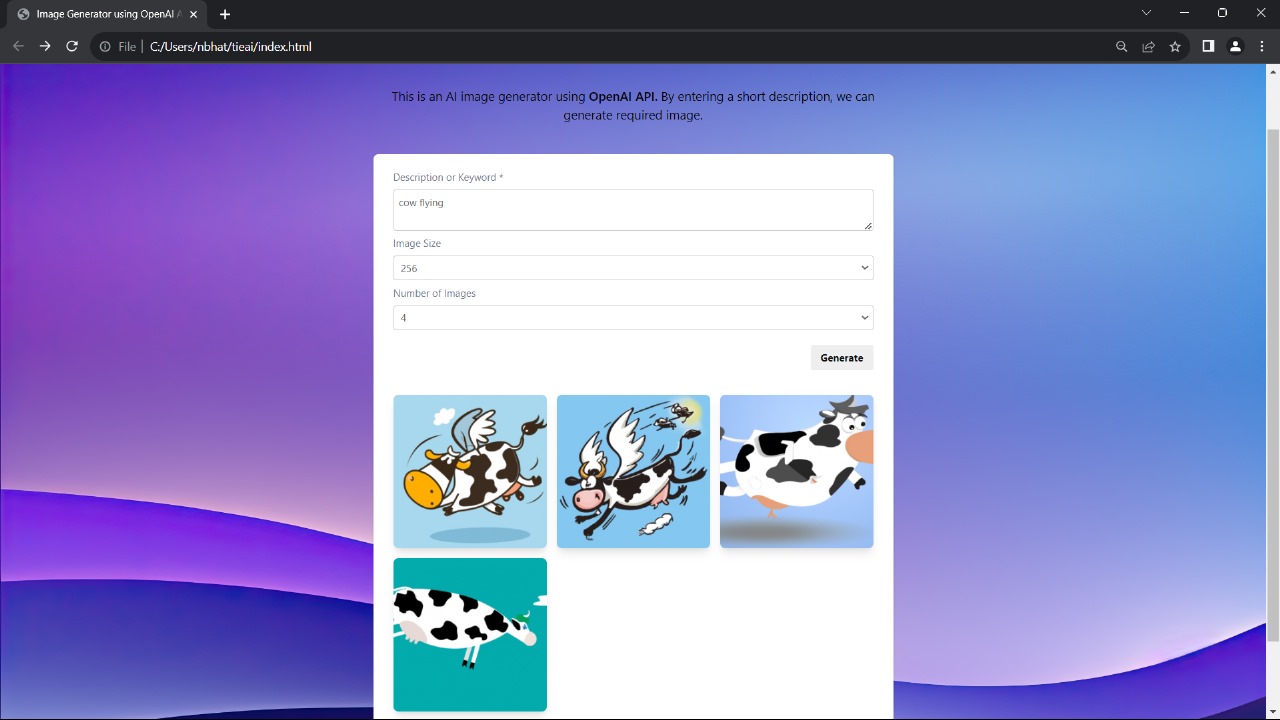 Image Generator using OpenAI A
File
C:/Users/nbhat/tieai/index.html
This is an AI image generator using OpenAI API. By entering a short description, we can
generate required image.
Description or Keyword *
cow flying
Image Size
256
Number of Images
4
Generate